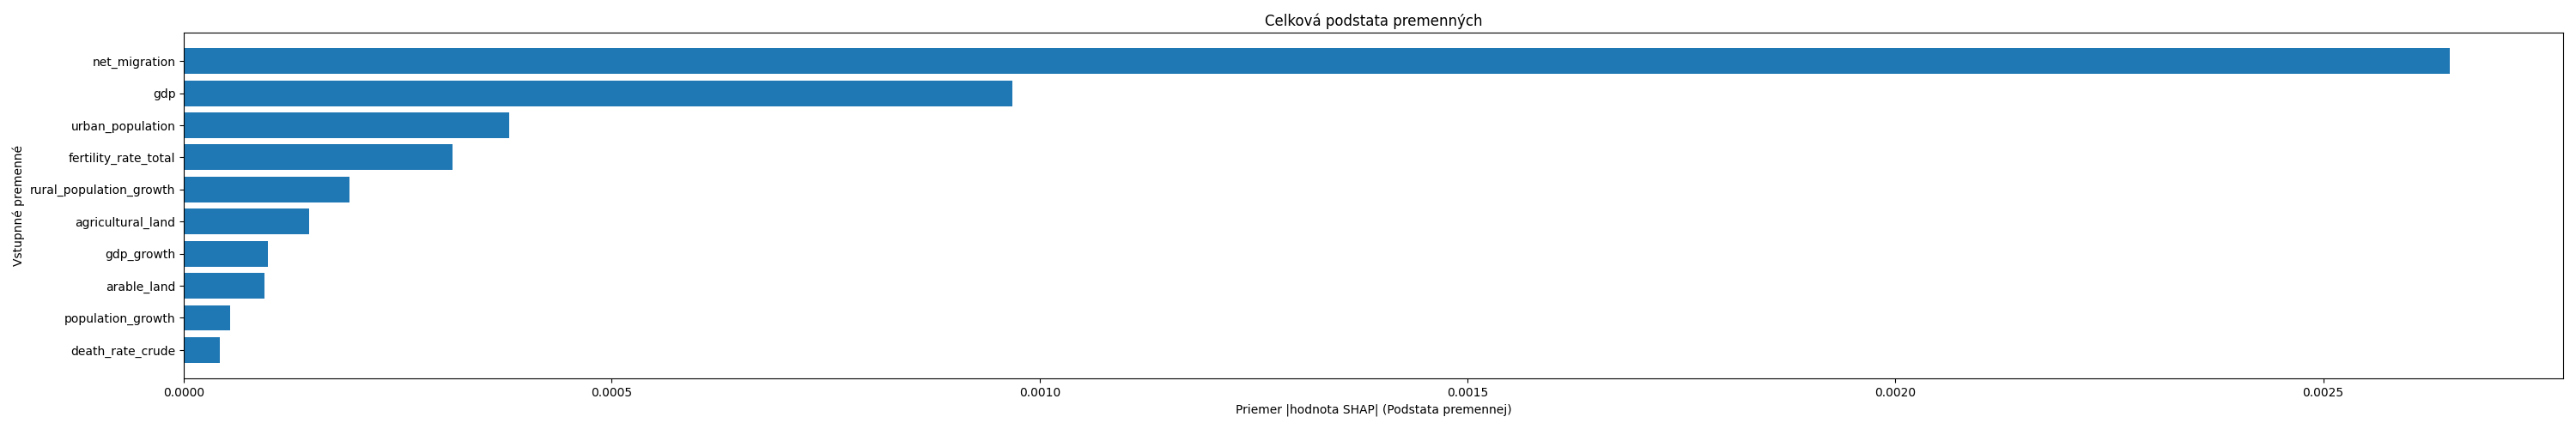 Celková podstata premenných
Vstupnné premenné
net_migration
gdp
urban_population
fertility_rate_total
rural_population_growth
agricultural_land
gdp_growth
arable_land
population_growth
death_rate_crude
0.0000 0.0005 0.0010 0.0015 0.0020 0.0025
Priemer |hodnota SHAP| (Podstata premennej)